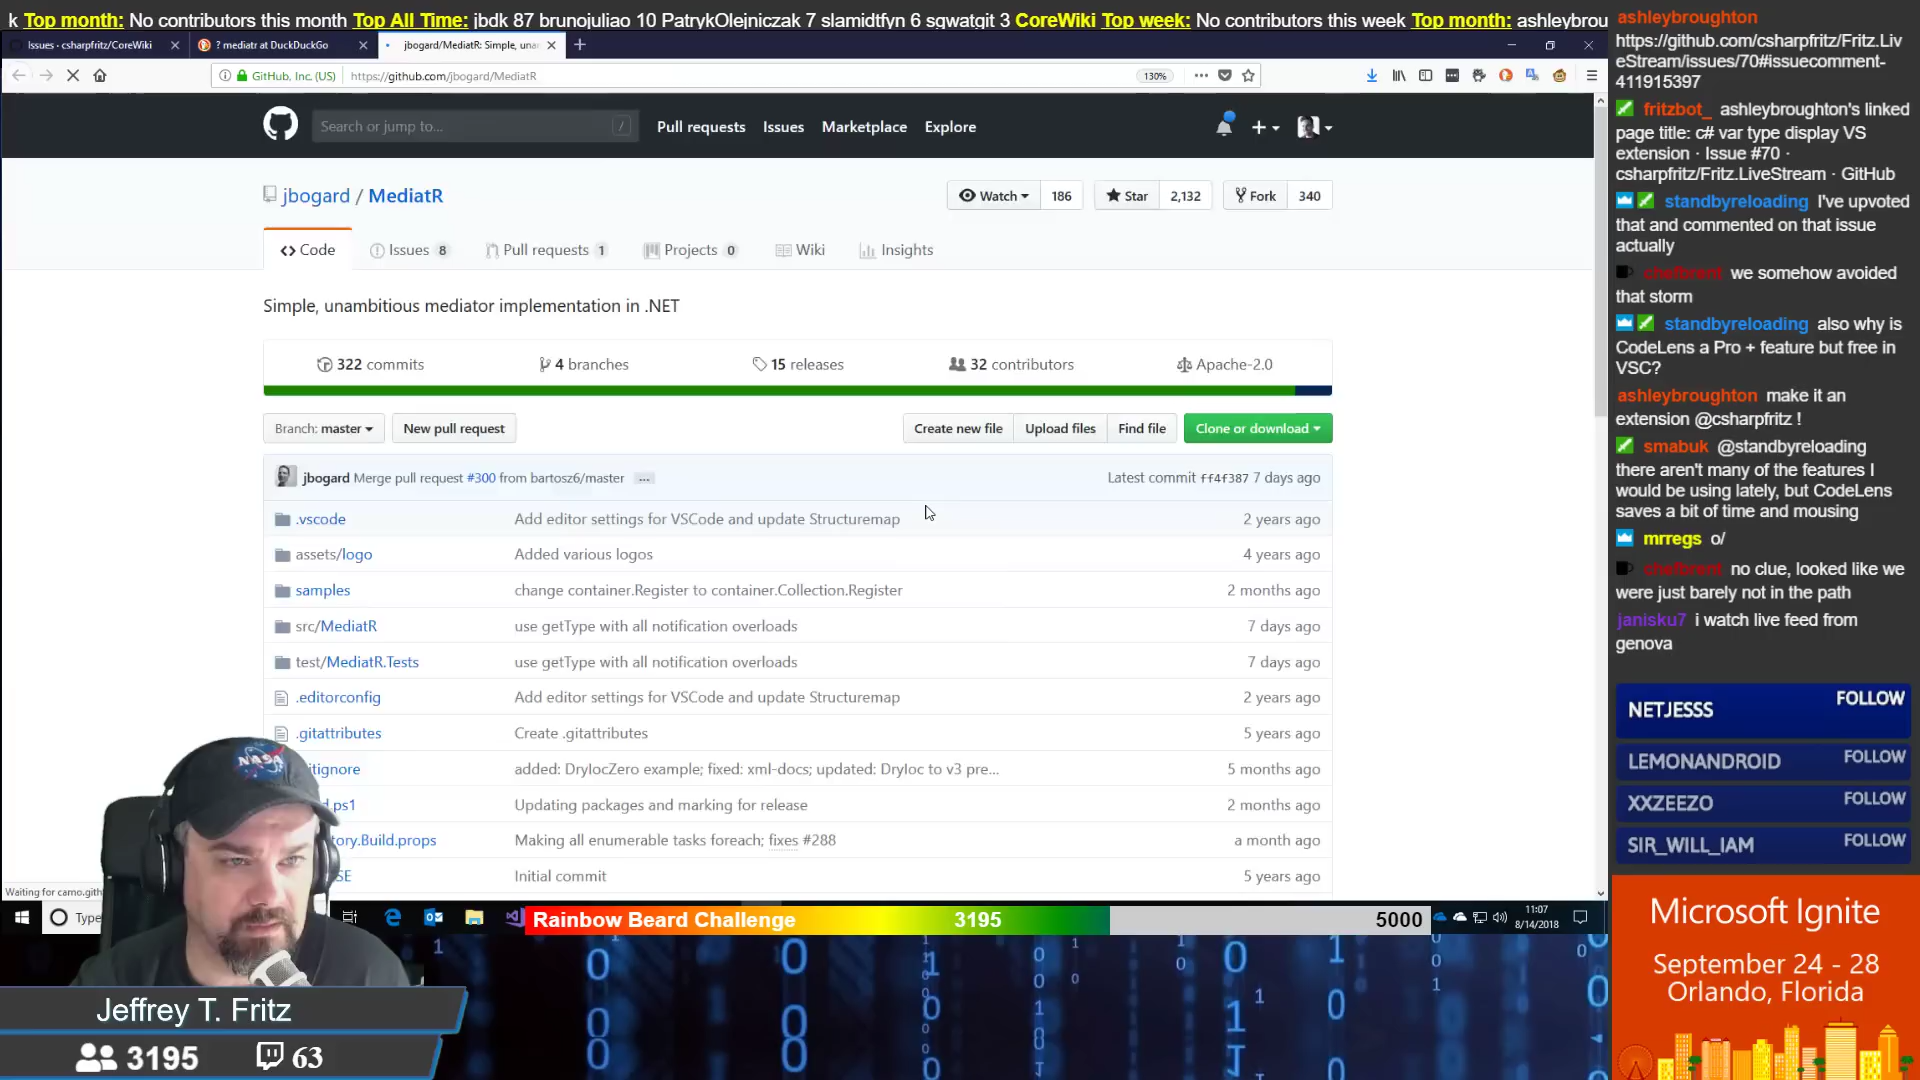 k Top month: No contributors this month Top All Time: jbdk 87 brunojuliao 10 PatrykOlejniczak 7 slamidtfyn 6 sqwatgit 3 CoreWiki Top week: No contributors this week Top month: ashleybrou
Issues · csharpfritz/CoreWiki
? mediatr at DuckDuckGo
jbogard/MediatR: Simple, una
GitHub, Inc. (US)
https://github.com/jbogard/MediatR
130%
Search or jump to...
/
Pull requests
Issues
Marketplace
Explore
jbogard / MediatR
Watch 186
Star 2,132
Fork 340
Code
Issues 8
Pull requests 1
Projects 0
Wiki
Insights
Simple, unambitious mediator implementation in .NET
322 commits
4 branches
15 releases
32 contributors
Apache-2.0
Branch: master
New pull request
Create new file
Upload files
Find file
Clone or download
jbogard Merge pull request #300 from bartosz6/master ...
Latest commit ff4f387 7 days ago
.vscode Add editor settings for VSCode and update Structuremap 2 years ago
assets/logo Added various logos 4 years ago
samples change container.Register to container.Collection.Register 2 months ago
src/MediatR use getType with all notification overloads 7 days ago
test/MediatR.Tests use getType with all notification overloads 7 days ago
.editorconfig Add editor settings for VSCode and update Structuremap 2 years ago
.gitattributes Create .gitattributes 5 years ago
itignore added: DryIocZero example; fixed: xml-docs; updated: DryIoc to v3 pre... 5 months ago
d.ps1 Updating packages and marking for release 2 months ago
tory.Build.props Making all enumerable tasks foreach; fixes #288 a month ago
SE Initial commit 5 years ago
Waiting for camo.gith
Type
Rainbow Beard Challenge 3195 5000
11:07
8/14/2018
Jeffrey T. Fritz
3195
63
ashleybroughton
https://github.com/csharpfritz/Fritz.Liv
eStream/issues/70#issuecomment-
411915397
fritzbot_ ashleybroughton's linked
page title: c# var type display VS
extension · Issue #70 ·
csharpfritz/Fritz.LiveStream · GitHub
standbyreloading I've upvoted
that and commented on that issue
actually
chefbrent we somehow avoided
that storm
standbyreloading also why is
CodeLens a Pro + feature but free in
VSC?
ashleybroughton make it an
extension @csharpfritz !
smabuk @standbyreloading
there aren't many of the features I
would be using lately, but CodeLens
saves a bit of time and mousing
mrregs o/
chefbrent no clue, looked like we
were just barely not in the path
janisku7 i watch live feed from
genova
NETJESSS FOLLOW
LEMONANDROID FOLLOW
XXZEEZO FOLLOW
SIR_WILL_IAM FOLLOW
Microsoft Ignite
September 24 - 28
Orlando, Florida